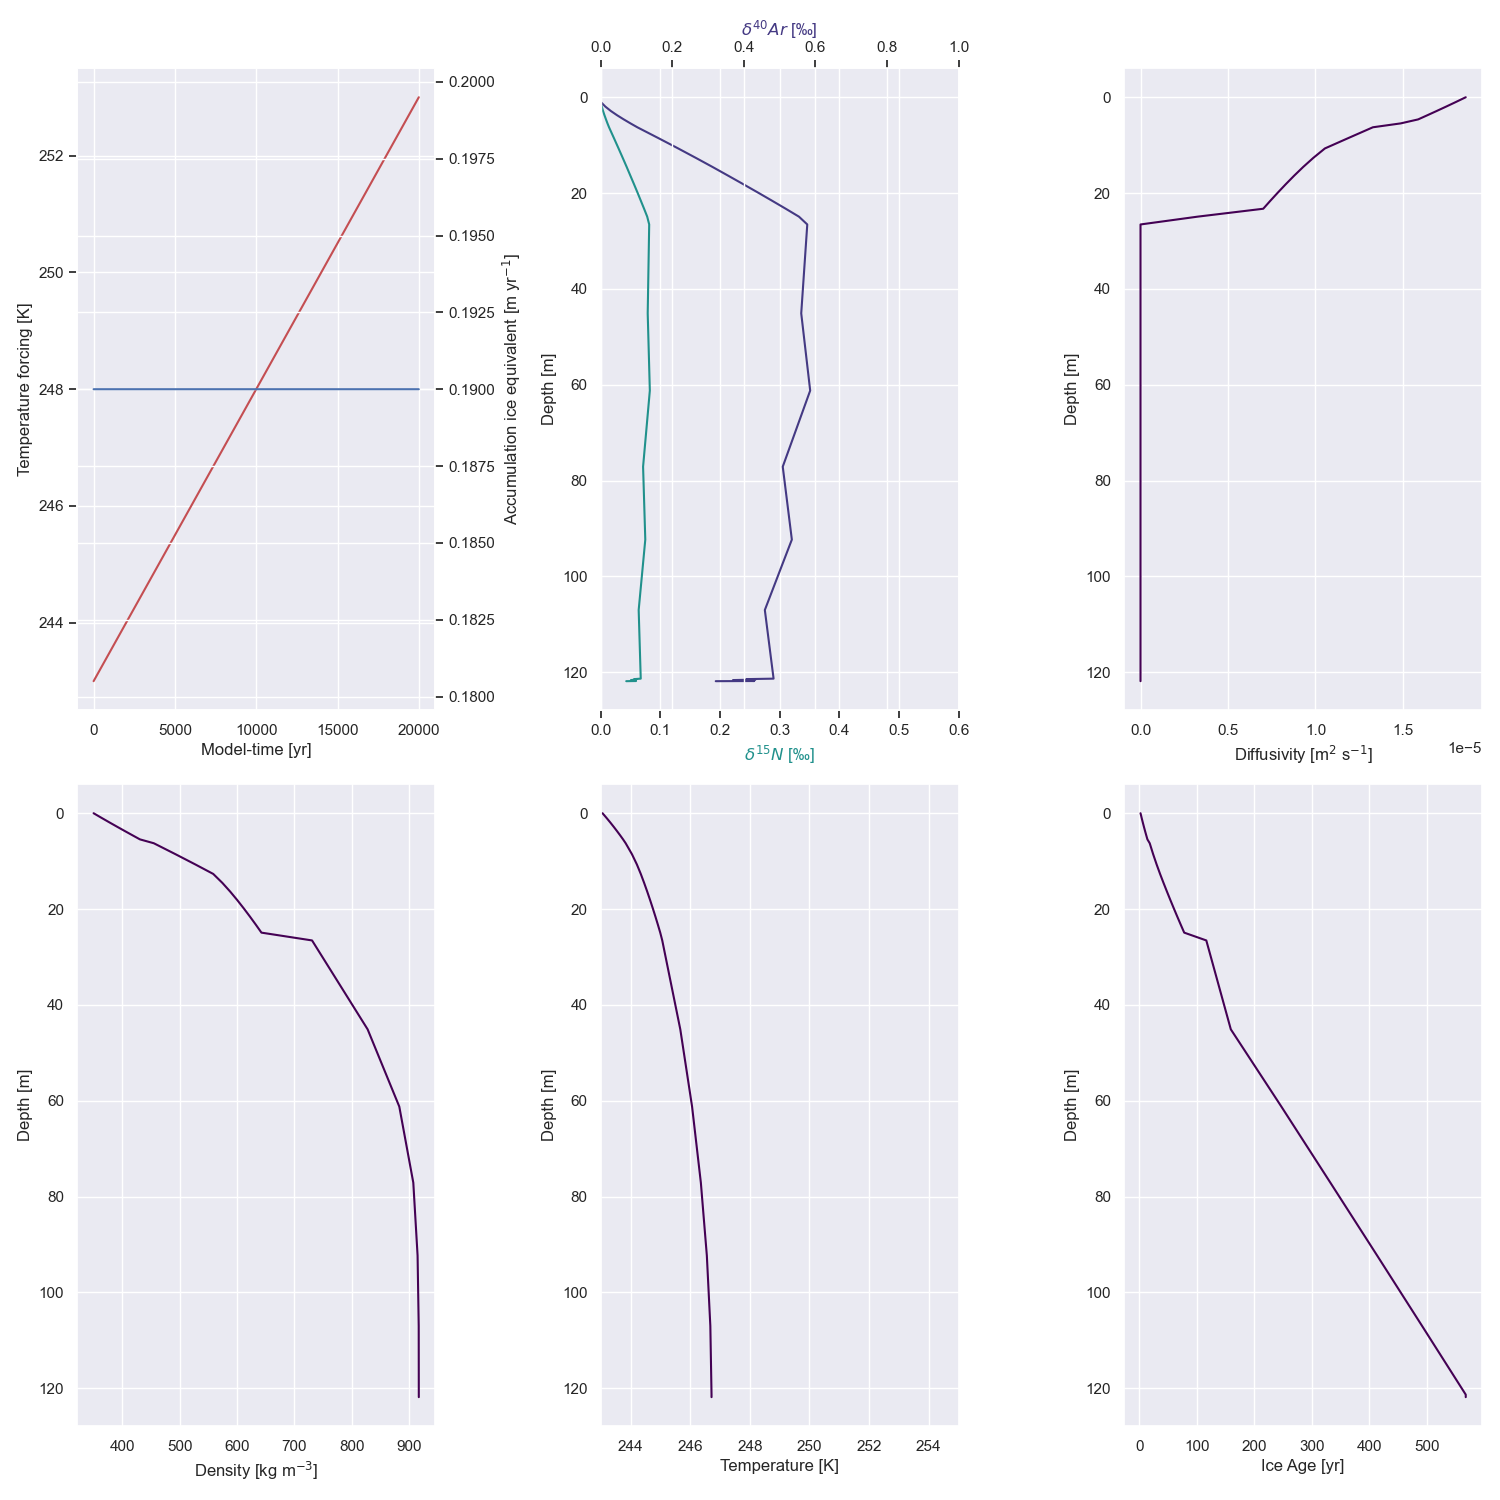 δ⁴⁰Ar [‰]
0.0 0.2 0.4 0.6 0.8 1.0
Temperature forcing [K]
252
250
248
246
244
0.2000
0.1975
0.1950
0.1925
0.1900
0.1875
0.1850
0.1825
0.1800
Accumulation ice equivalent [m yr⁻¹]
0 5000 10000 15000 20000
Model-time [yr]
Depth [m]
0
20
40
60
80
100
120
0.0 0.1 0.2 0.3 0.4 0.5 0.6
δ¹⁵N [‰]
Depth [m]
0
20
40
60
80
100
120
0.0 0.5 1.0 1.5
1e−5
Diffusivity [m² s⁻¹]
Depth [m]
0
20
40
60
80
100
120
400 500 600 700 800 900
Density [kg m⁻³]
Depth [m]
0
20
40
60
80
100
120
244 246 248 250 252 254
Temperature [K]
Depth [m]
0
20
40
60
80
100
120
0 100 200 300 400 500
Ice Age [yr]